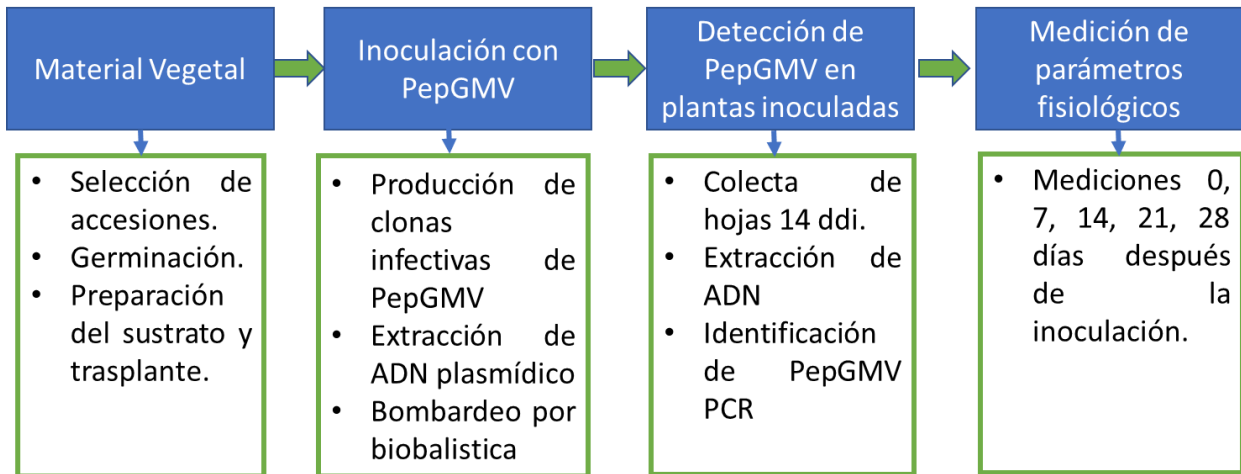 Material Vegetal
• Selección de
accesiones.
• Germinación.
• Preparación
del sustrato y
trasplante.
Inoculación con
PepGMV
• Producción de
clonas
infectivas de
PepGMV
• Extracción de
ADN plasmídico
• Bombardeo por
biobalistica
Detección de
PepGMV en
plantas inoculadas
• Colecta de
hojas 14 ddi.
• Extracción de
ADN
• Identificación
de PepGMV
PCR
Medición de
parámetros
fisiológicos
• Mediciones 0,
7, 14, 21, 28
días después
de la
inoculación.